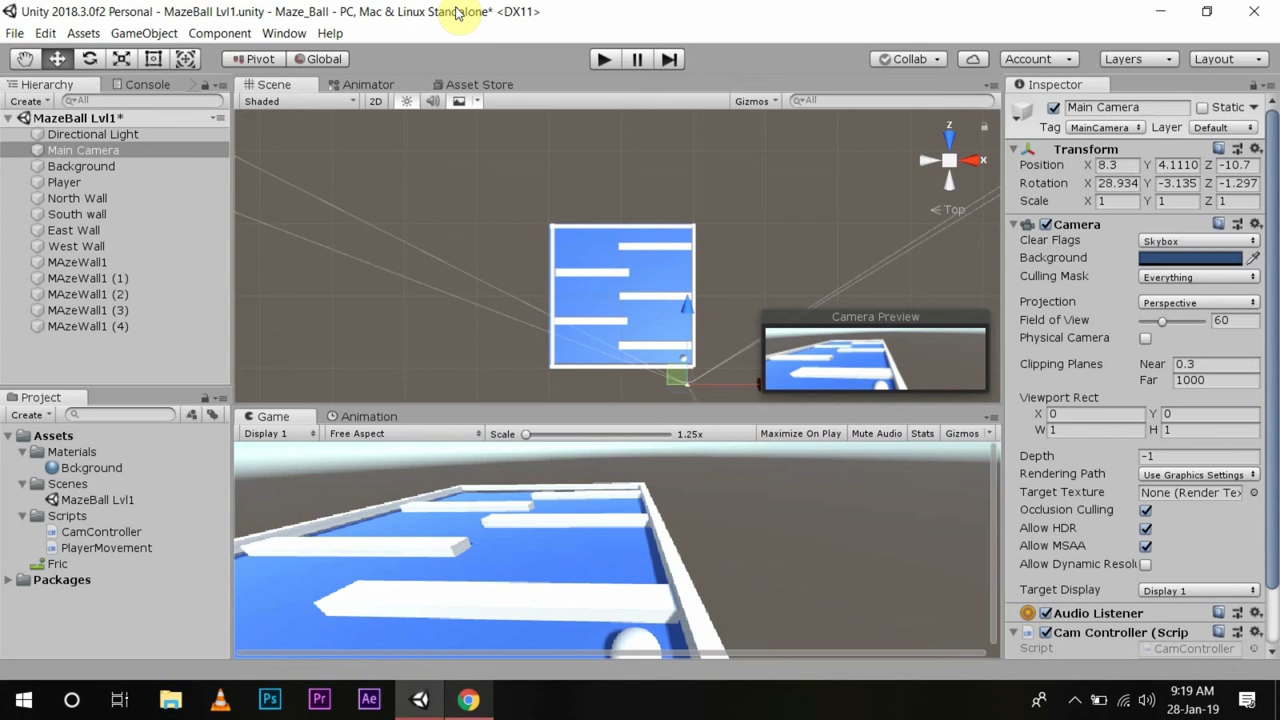 Unity 2018.3.0f2 Personal - MazeBall Lvl1.unity - Maze_Ball - PC, Mac & Linux Standalone* <DX11>
File Edit Assets GameObject Component Window Help
Pivot Global Collab Account Layers Layout
Hierarchy Console
Create All
MazeBall Lvl1*
Directional Light
Main Camera
Background
Player
North Wall
South wall
East Wall
West Wall
MAzeWall1
MAzeWall1 (1)
MAzeWall1 (2)
MAzeWall1 (3)
MAzeWall1 (4)
Project
Create
Assets
Materials
Bckground
Scenes
MazeBall Lvl1
Scripts
CamController
PlayerMovement
Fric
Packages
Scene Animator Asset Store
Shaded 2D Gizmos All
z
x
Top
Camera Preview
Game Animation
Display 1 Free Aspect Scale 1.25x Maximize On Play Mute Audio Stats Gizmos
Inspector
Main Camera Static
Tag MainCamera Layer Default
Transform
Position X 8.3 Y 4.1110 Z -10.7
Rotation X 28.934 Y -3.135 Z -1.297
Scale X 1 Y 1 Z 1
Camera
Clear Flags Skybox
Background
Culling Mask Everything
Projection Perspective
Field of View 60
Physical Camera
Clipping Planes Near 0.3
Far 1000
Viewport Rect
X 0 Y 0
W 1 H 1
Depth -1
Rendering Path Use Graphics Settings
Target Texture None (Render Te
Occlusion Culling
Allow HDR
Allow MSAA
Allow Dynamic Resol
Target Display Display 1
Audio Listener
Cam Controller (Scrip
Script CamController
Ps Pr Ae
9:19 AM
28-Jan-19